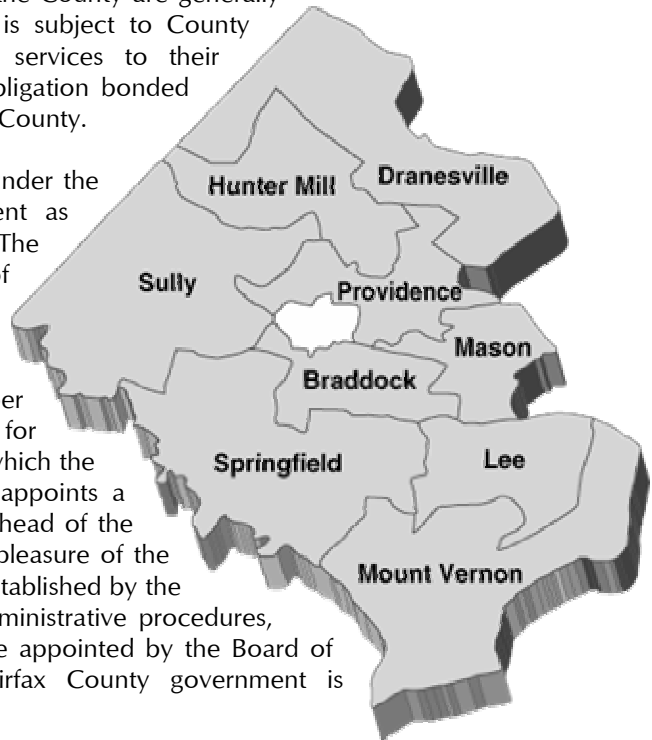 the County are generally
is subject to County
services to their
bligation bonded
County.
nder the
ent as
The
of
er
for
which the
appoints a
head of the
pleasure of the
tablished by the
ministrative procedures,
e appointed by the Board of
irfax County government is
Hunter Mill
Dranesville
Sully
Providence
Mason
Braddock
Springfield
Lee
Mount Vernon